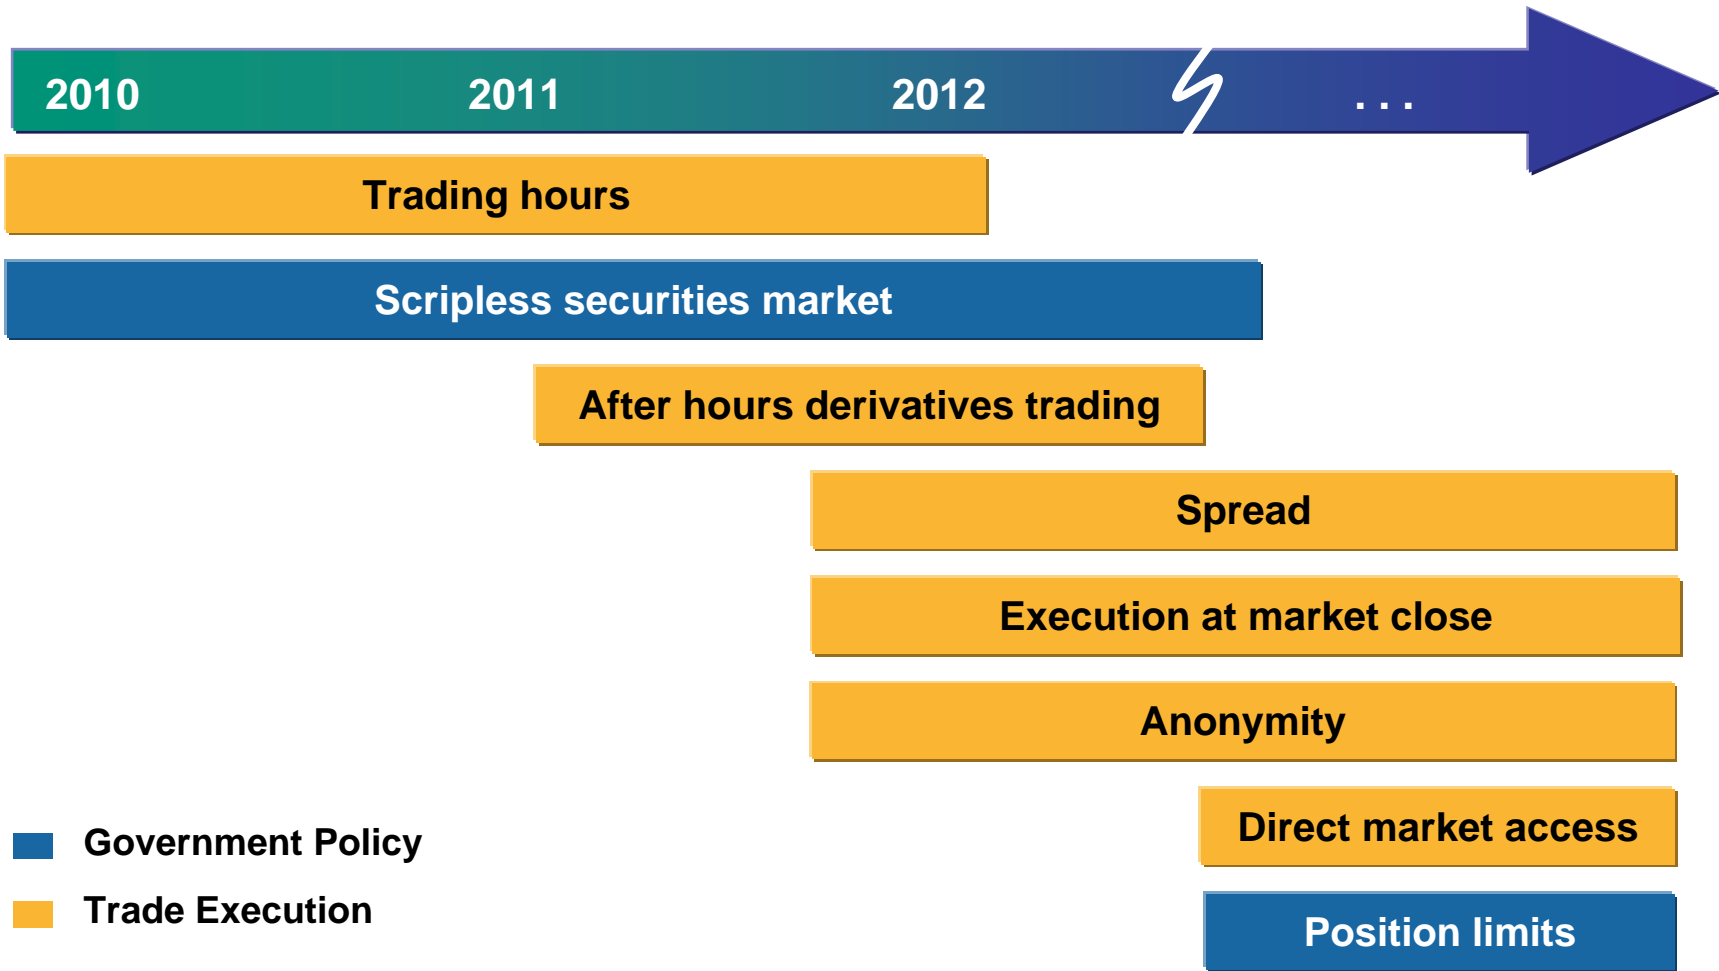 2010 2011 2012 . . .
Trading hours
Scripless securities market
After hours derivatives trading
Spread
Execution at market close
Anonymity
Direct market access
Position limits
Government Policy
Trade Execution